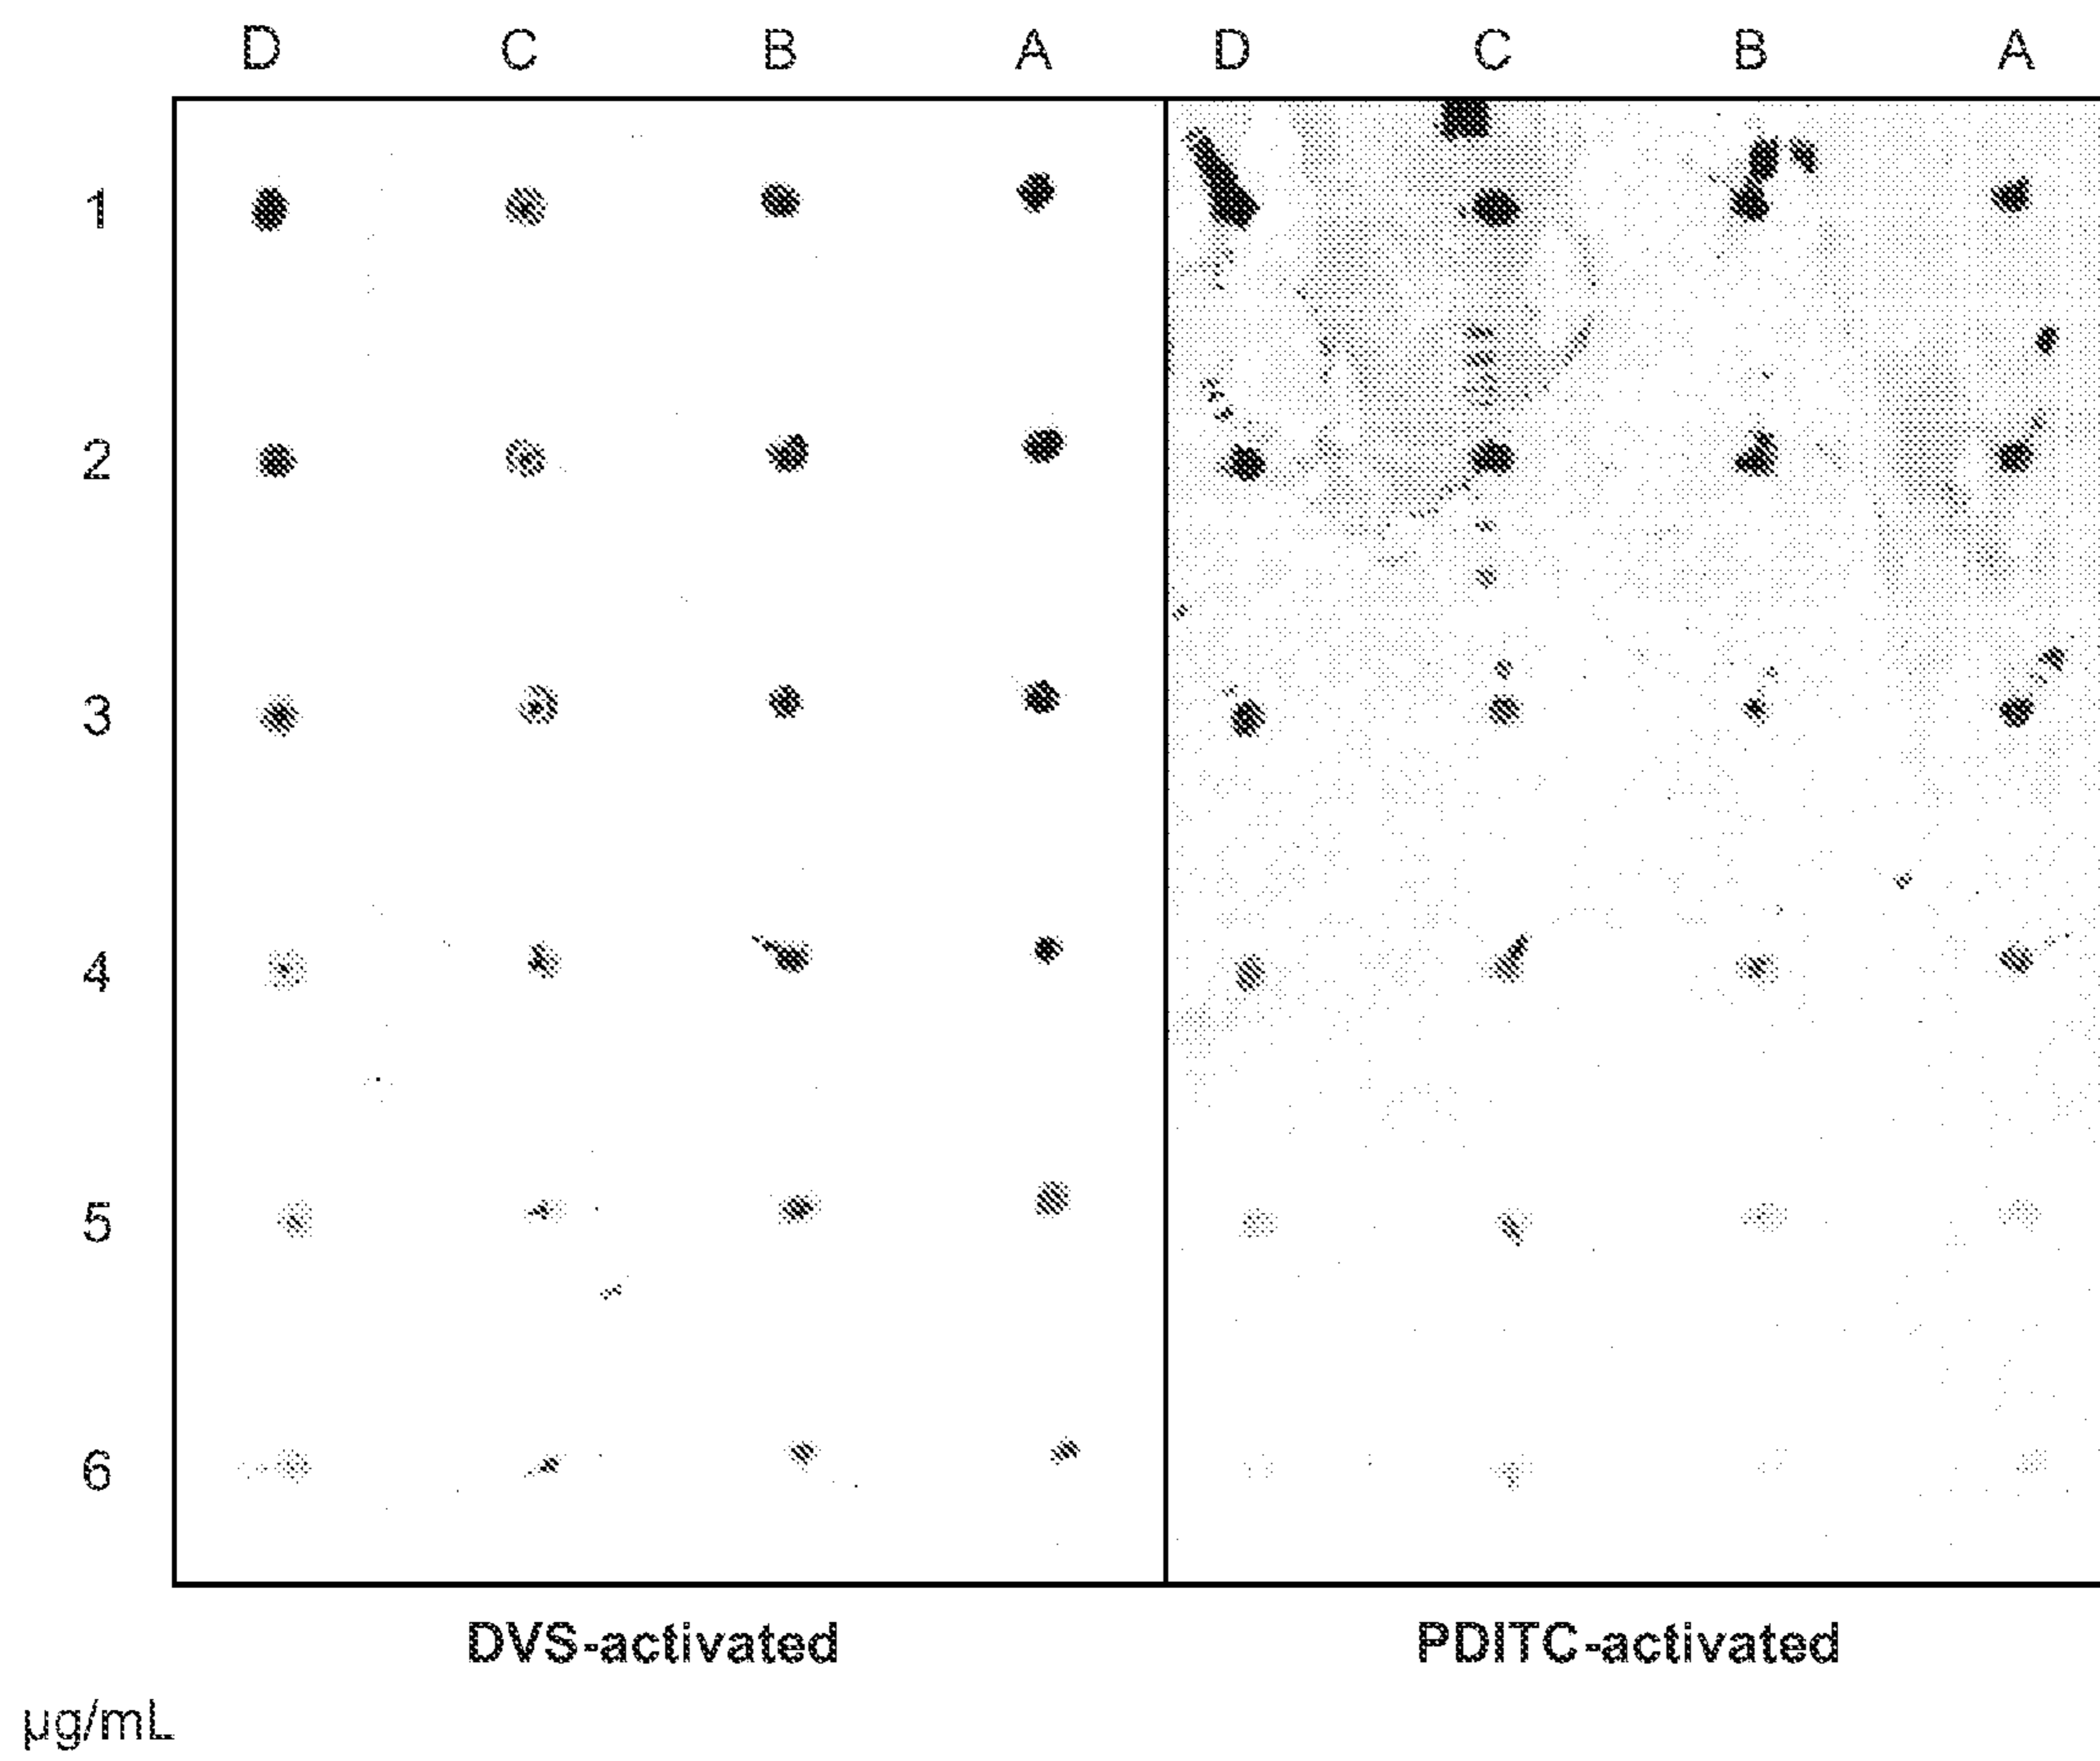 D C B A D C B A
1
2
3
4
5
6
DVS-activated PDITC-activated
µg/mL